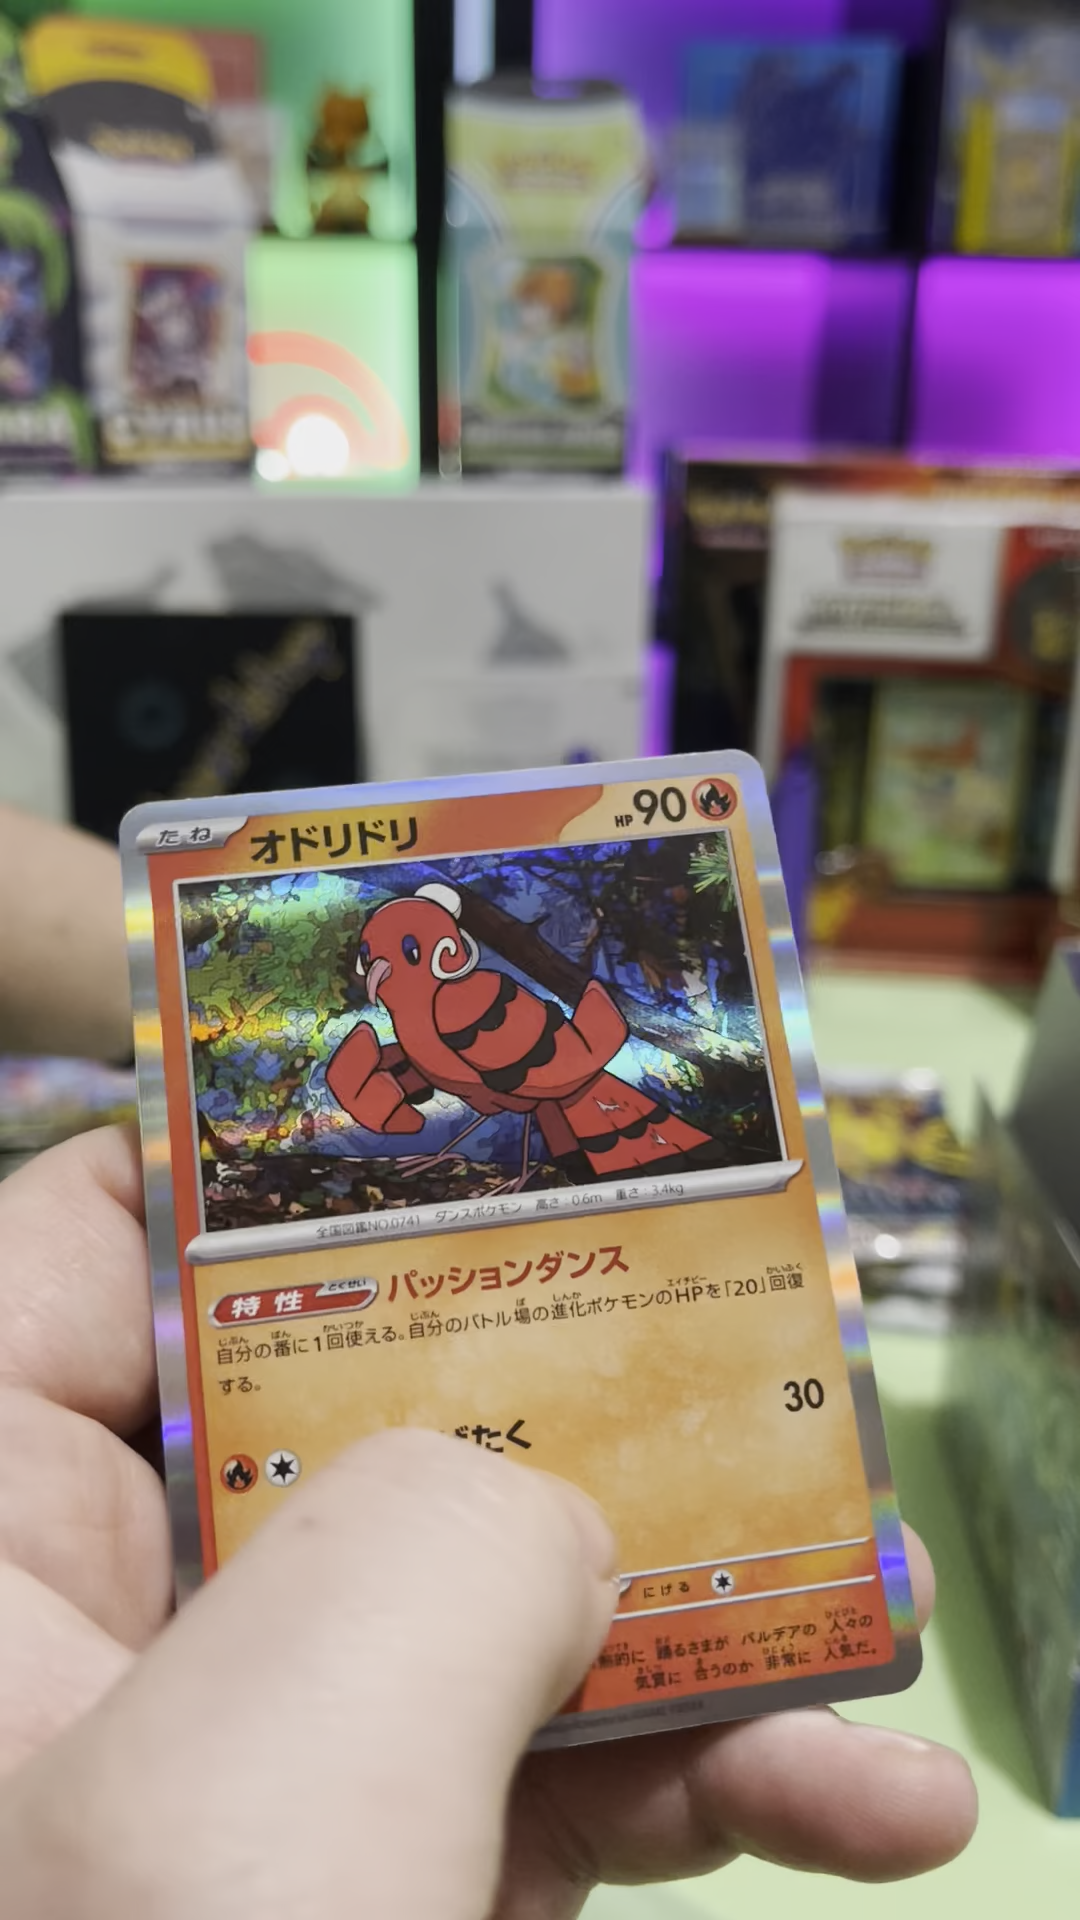 たね オドリドリ HP 90
全国図鑑NO.0741 ダンスポケモン 高さ:0.6m 重さ:3.4kg
特性 パッションダンス
自分の番に1回使える。自分のバトル場の進化ポケモンのHPを「20」回復
する。
ばたく 30
にげる
踊るさまが パルデアの 人々の
気質に 合うのか 非常に 人気だ。